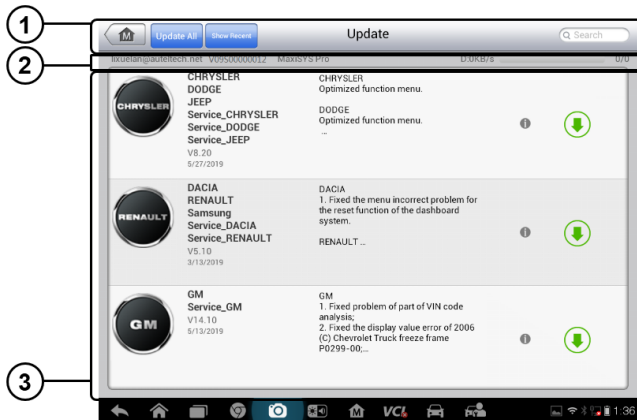 1
M
Update All
Show Recent
Update
Search
2
lixuelan@auteltech.net V09S00000012 MaxiSYS Pro D:0KB/s 0/0
CHRYSLER
CHRYSLER
DODGE
JEEP
Service_CHRYSLER
Service_DODGE
Service_JEEP
V8.20
5/27/2019
CHRYSLER
Optimized function menu.
DODGE
Optimized function menu.
...
RENAULT
DACIA
RENAULT
Samsung
Service_DACIA
Service_RENAULT
V5.10
3/13/2019
DACIA
1. Fixed the menu incorrect problem for
the reset function of the dashboard
system.
RENAULT ...
GM
GM
Service_GM
V14.10
5/13/2019
GM
1. Fixed problem of part of VIN code
analysis;
2. Fixed the display value error of 2006
(C) Chevrolet Truck freeze frame
P0299-00;...
3
M
VCI
1:36